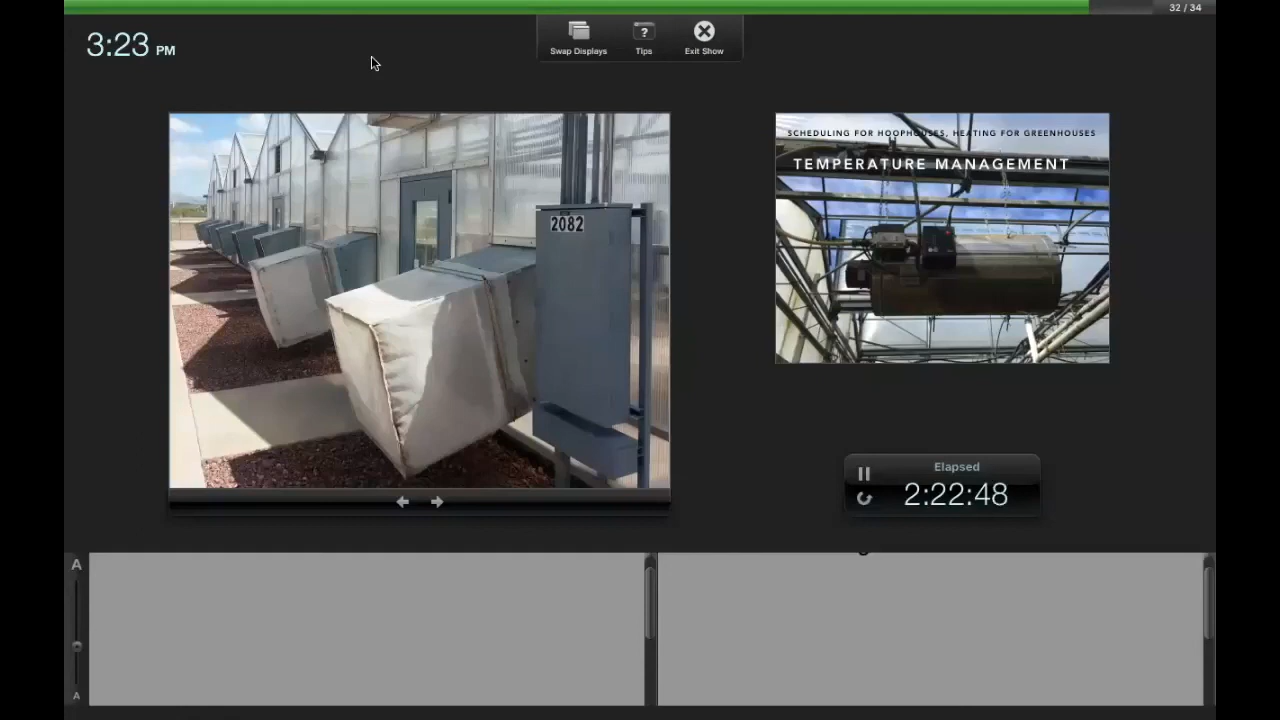 32 / 34
3:23 PM
Swap Displays
Tips
Exit Show
2082
SCHEDULING FOR HOOPHOUSES, HEATING FOR GREENHOUSES
TEMPERATURE MANAGEMENT
Elapsed
2:22:48
A
A